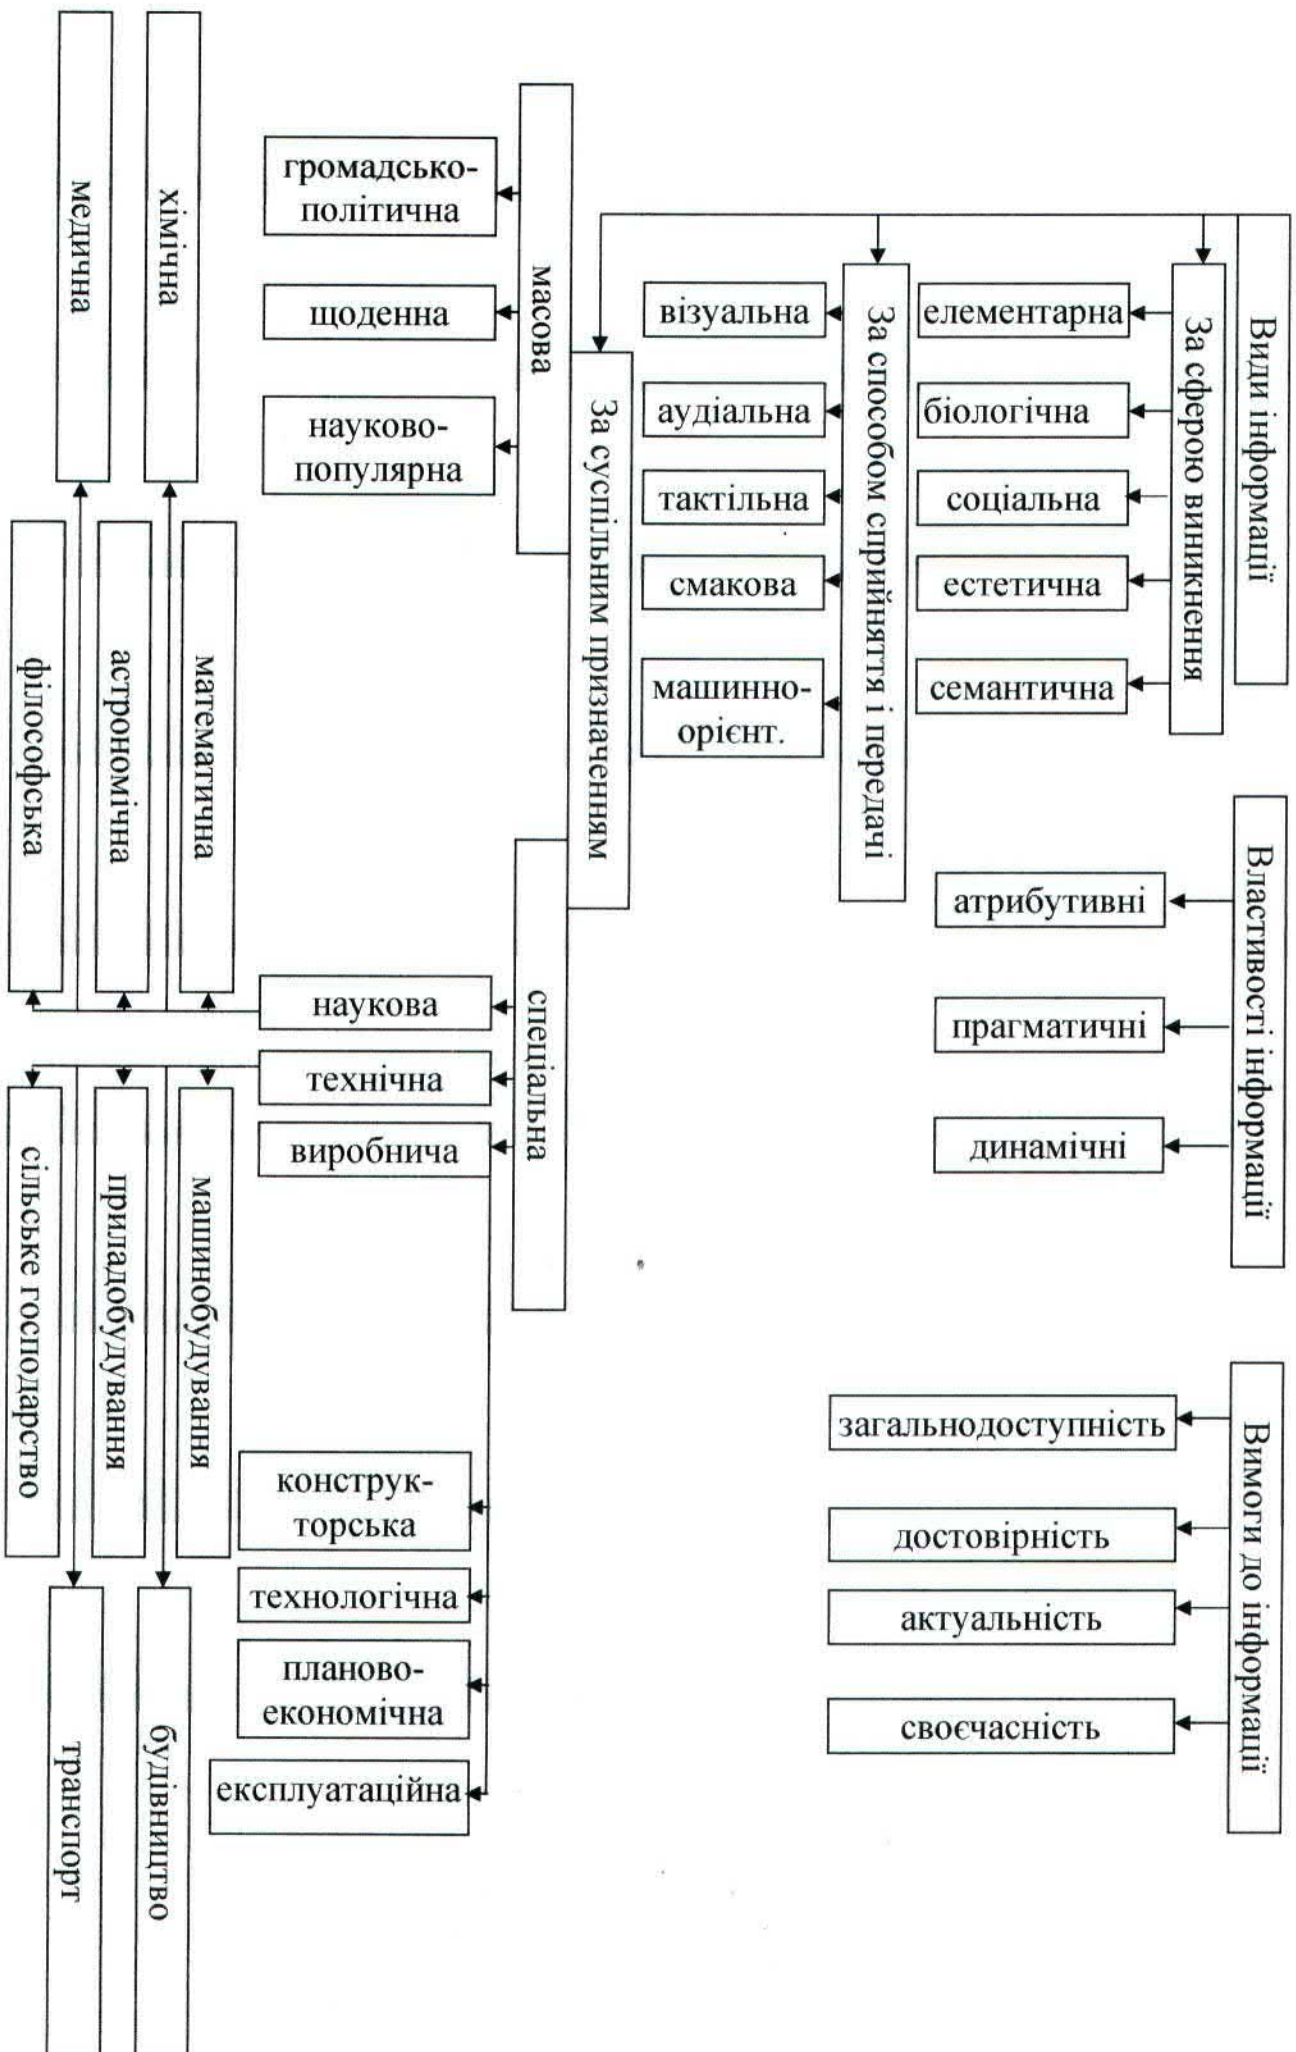 Види інформації
За сферою виникнення
елементарна
біологічна
соціальна
естетична
семантична
За способом сприйняття і передачі
візуальна
аудіальна
тактільна
смакова
машинно-
орієнт.
За суспільним призначенням
масова
громадсько-
політична
щоденна
науково-
популярна
спеціальна
наукова
технічна
виробнича
математична
хімічна
астрономічна
медична
філософська
машинобудування
будівництво
приладобудування
транспорт
сільське господарство
конструк-
торська
технологічна
планово-
економічна
експлуатаційна
Властивості інформації
атрибутивні
прагматичні
динамічні
Вимоги до інформації
загальнодоступність
достовірність
актуальність
своєчасність